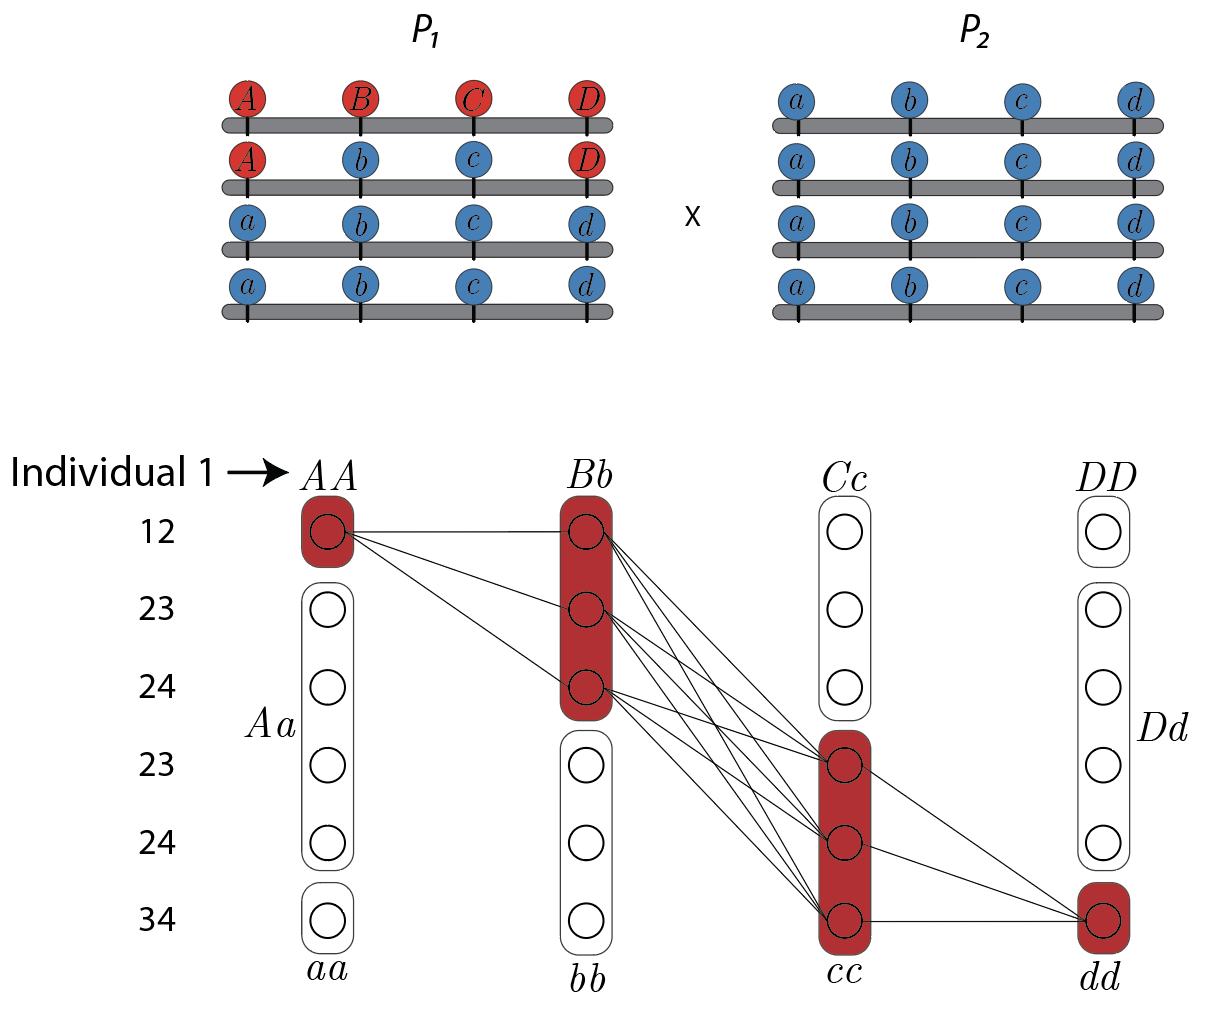 P1 P2
A B C D a b c d
A b c D a b c d
x
a b c d a b c d
a b c d a b c d
Individual 1 AA Bb Cc DD
12
23
24
Aa Dd
23
24
34
aa bb cc dd